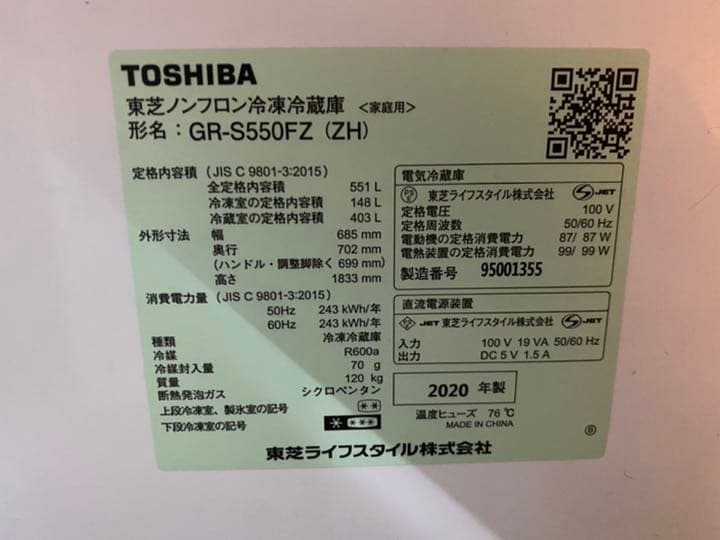 TOSHIBA
東芝ノンフロン冷凍冷蔵庫 <家庭用>
形名：GR-S550FZ (ZH)
定格内容積 (JIS C 9801-3:2015)
全定格内容積 551 L
冷凍室の定格内容積 148 L
冷蔵室の定格内容積 403 L
外形寸法 幅 685 mm
奥行 702 mm
(ハンドル・調整脚除く 699 mm)
高さ 1833 mm
消費電力量 (JIS C 9801-3:2015)
50Hz 243 kWh/年
60Hz 243 kWh/年
種類 冷凍冷蔵庫
冷媒 R600a
冷媒封入量 70 g
質量 120 kg
断熱発泡ガス シクロペンタン
上段冷凍室、製氷室の記号
下段冷凍室の記号
電気冷蔵庫
PS E 東芝ライフスタイル株式会社 JET
定格電圧 100 V
定格周波数 50/60 Hz
電動機の定格消費電力 87/ 87 W
電熱装置の定格消費電力 99/ 99 W
製造番号 95001355
直流電源装置
JET 東芝ライフスタイル株式会社 JET
入力 100 V 19 VA 50/60 Hz
出力 DC 5 V 1.5 A
2020 年製
温度ヒューズ 76 ℃
MADE IN CHINA
Ⓑ
東芝ライフスタイル株式会社